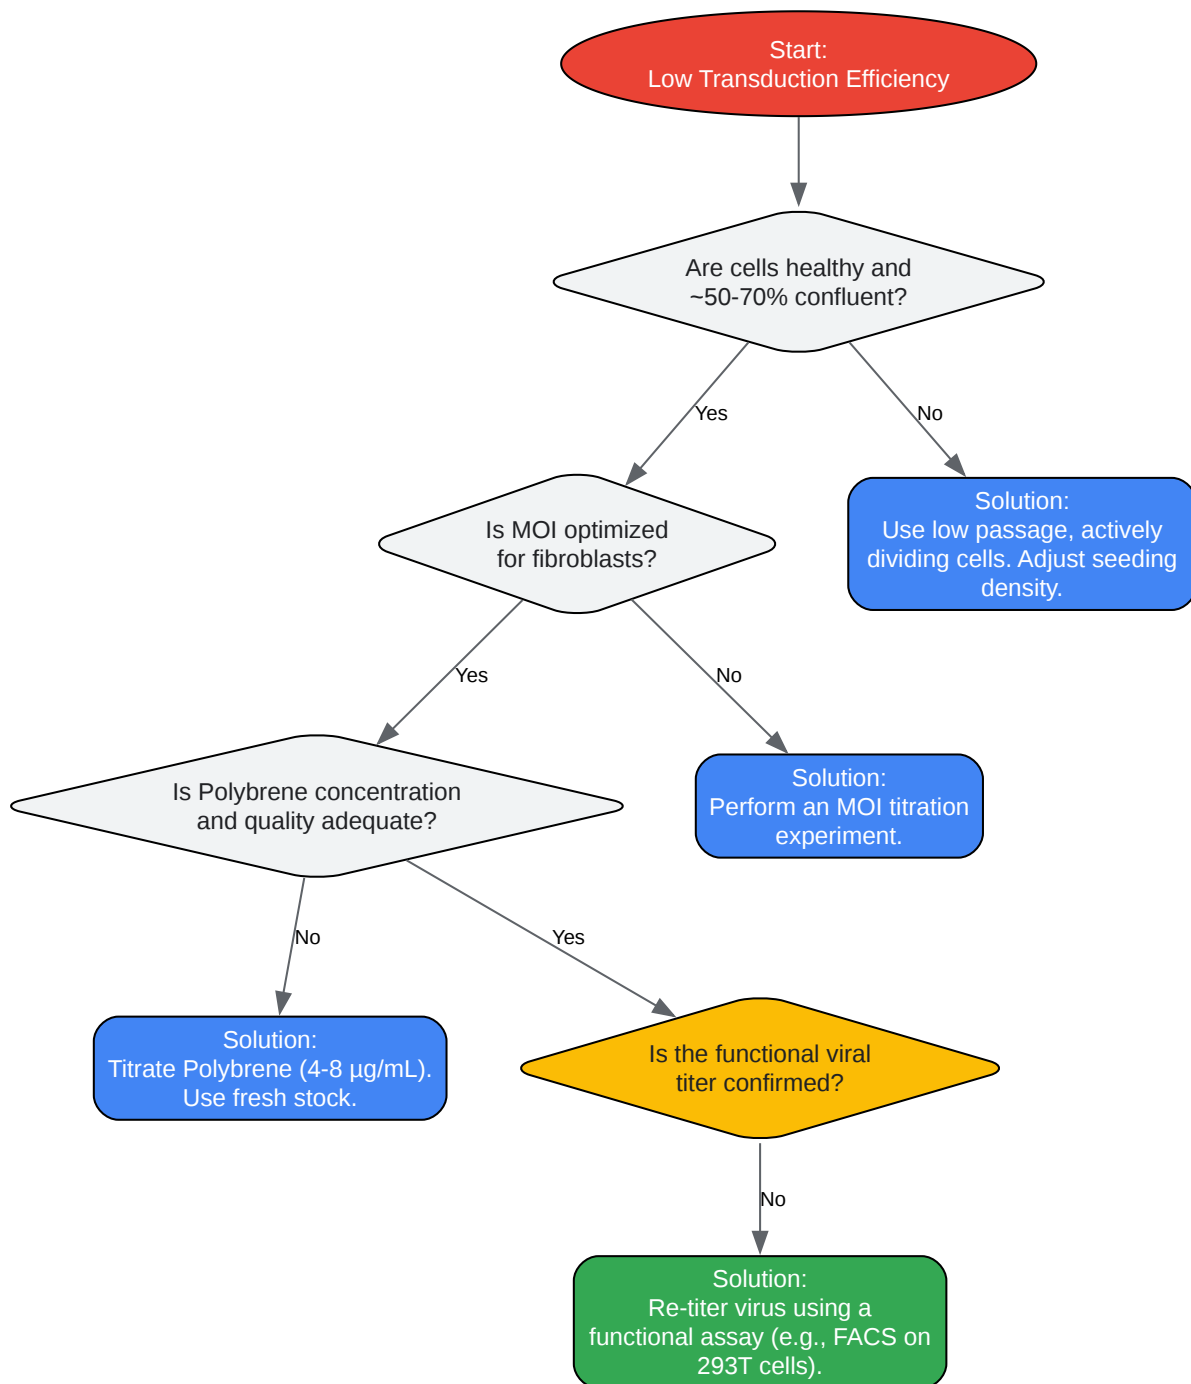 Start:
Low Transduction Efficiency
Are cells healthy and
~50-70% confluent?
Yes
No
Is MOI optimized
for fibroblasts?
Solution:
Use low passage, actively
dividing cells. Adjust seeding
density.
Yes
No
Is Polybrene concentration
and quality adequate?
Solution:
Perform an MOI titration
experiment.
No
Yes
Solution:
Titrate Polybrene (4-8 µg/mL).
Use fresh stock.
Is the functional viral
titer confirmed?
No
Solution:
Re-titer virus using a
functional assay (e.g., FACS on
293T cells).